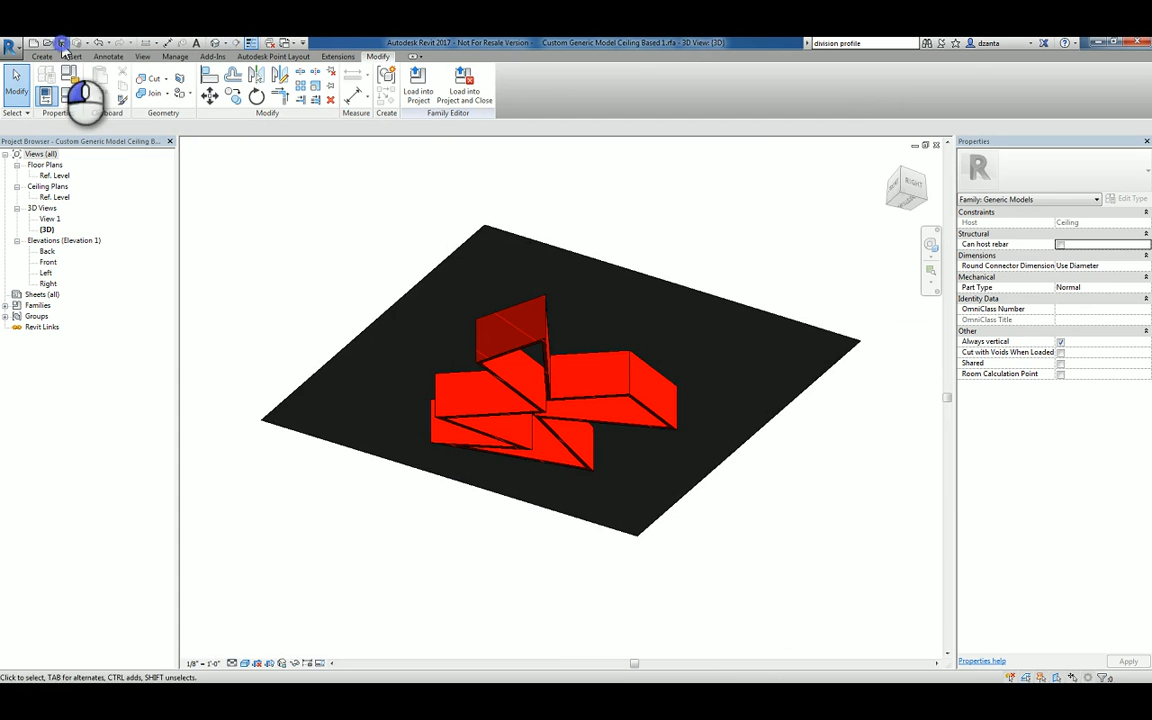 Autodesk Revit 2017 - Not For Resale Version - Custom Generic Model Ceiling Based 1.rfa - 3D View: {3D}
division profile
dzanta
Create
Annotate
View
Manage
Add-Ins
Autodesk Point Layout
Extensions
Modify
Modify
Cut
Join
Load into
Project
Load into
Project and Close
Select
Geometry
Modify
Measure
Create
Family Editor
Project Browser - Custom Generic Model Ceiling B...
Views (all)
Floor Plans
Ref. Level
Ceiling Plans
Ref. Level
3D Views
View 1
{3D}
Elevations (Elevation 1)
Back
Front
Left
Right
Sheets (all)
Families
Groups
Revit Links
RIGHT
Properties
Family: Generic Models
Edit Type
Constraints
Host Ceiling
Structural
Can host rebar
Dimensions
Round Connector Dimension Use Diameter
Mechanical
Part Type Normal
Identity Data
OmniClass Number
OmniClass Title
Other
Always vertical
Cut with Voids When Loaded
Shared
Room Calculation Point
Properties help
Apply
1/8" = 1'-0"
Click to select, TAB for alternates, CTRL adds, SHIFT unselects.
:0